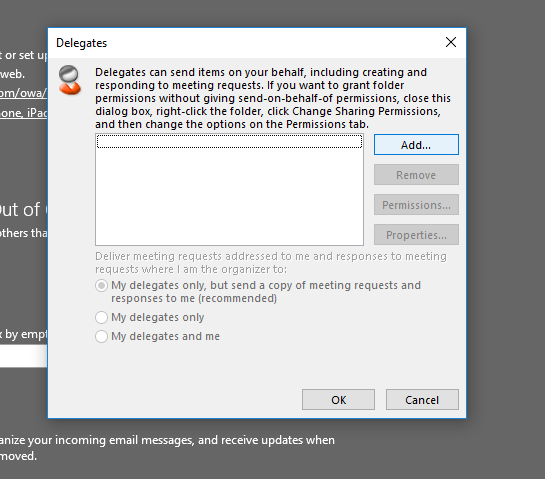 Delegates
Delegates can send items on your behalf, including creating and
responding to meeting requests. If you want to grant folder
permissions without giving send-on-behalf-of permissions, close this
dialog box, right-click the folder, click Change Sharing Permissions,
and then change the options on the Permissions tab.
Add...
Remove
Permissions...
Properties...
Deliver meeting requests addressed to me and responses to meeting
requests where I am the organizer to:
My delegates only, but send a copy of meeting requests and
responses to me (recommended)
My delegates only
My delegates and me
OK
Cancel
t or set up
web.
om/owa/
one, iPad
Out of
others tha
x by empt
anize your incoming email messages, and receive updates when
moved.